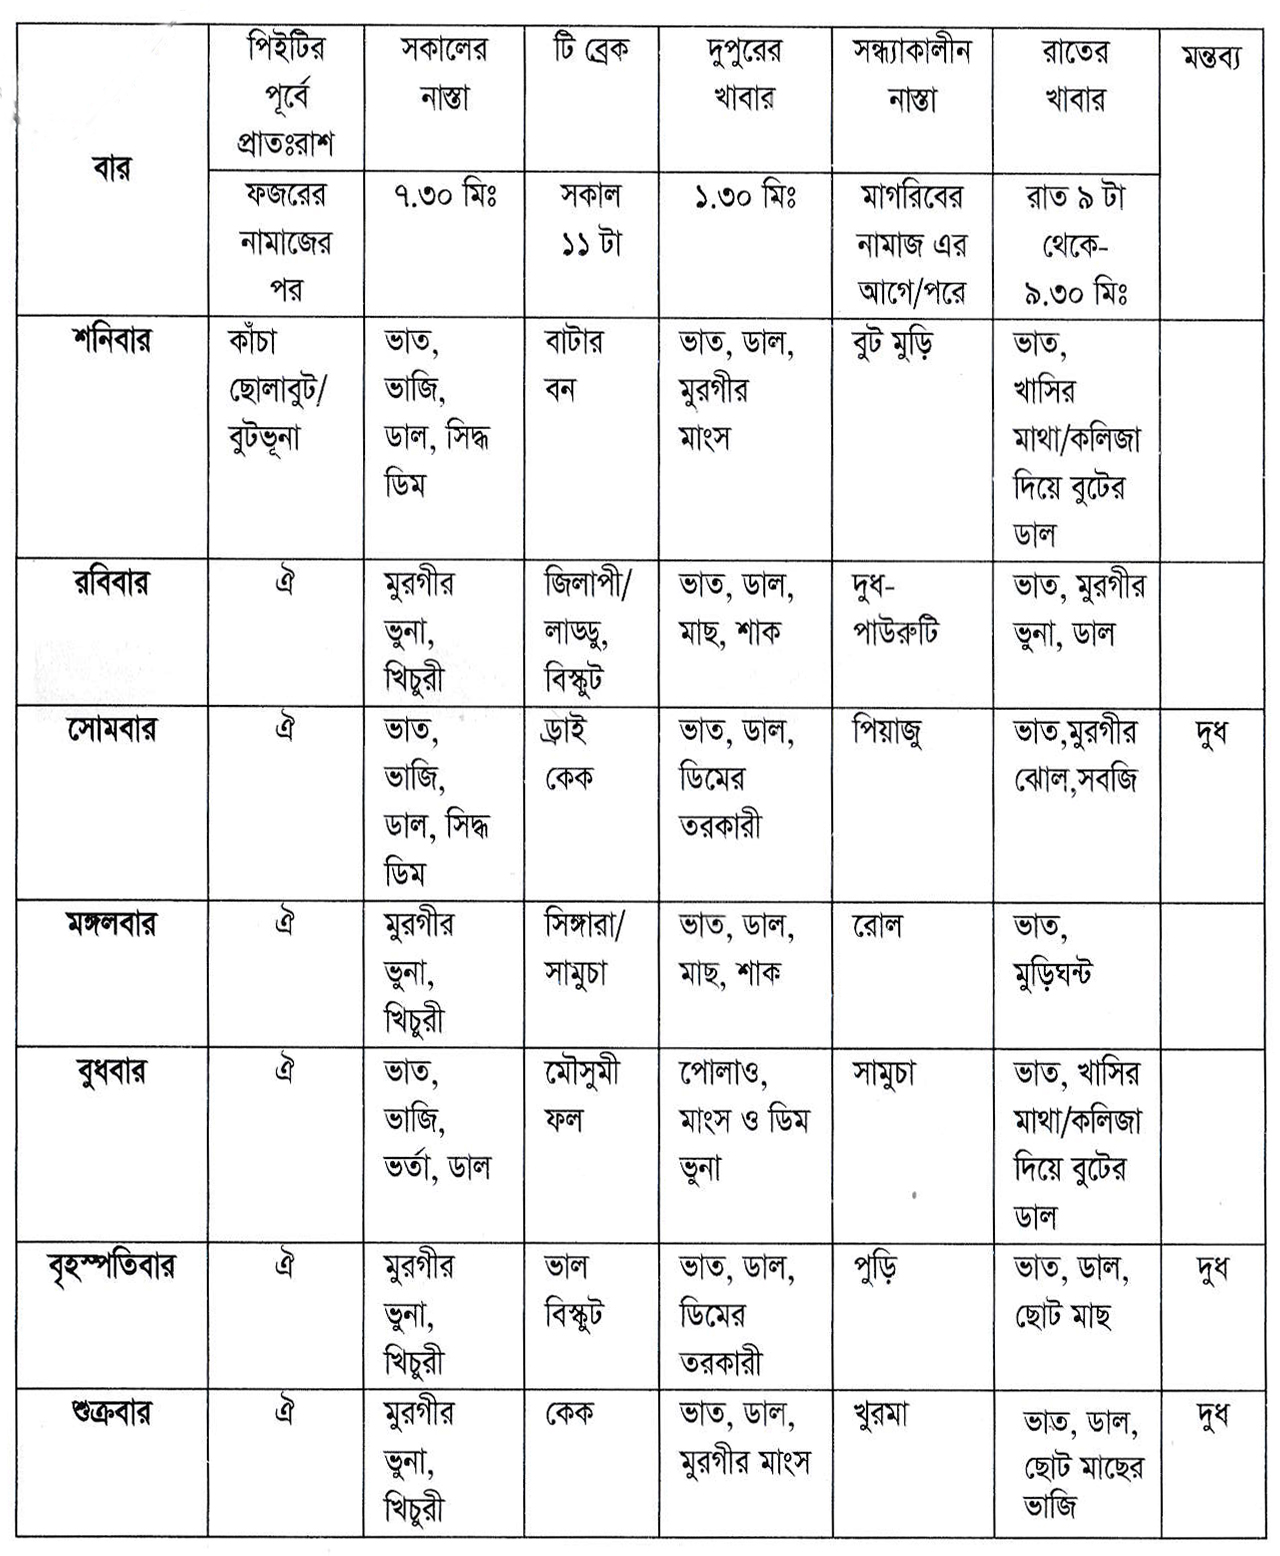 বার
পিইটির
পূর্বে
প্রাতঃরাশ
সকালের
নাস্তা
টি ব্রেক
দুপুরের
খাবার
সন্ধ্যাকালীন
নাস্তা
রাতের
খাবার
মন্তব্য
ফজরের
নামাজের
পর
৭.৩০ মিঃ
সকাল
১১ টা
১.৩০ মিঃ
মাগরিবের
নামাজ এর
আগে/পরে
রাত ৯ টা
থেকে-
৯.৩০ মিঃ
শনিবার
কাঁচা
ছোলাবুট/
বুটভূনা
ভাত,
ভাজি,
ডাল, সিদ্ধ
ডিম
বাটার
বন
ভাত, ডাল,
মুরগীর
মাংস
বুট মুড়ি
ভাত,
খাসির
মাথা/কলিজা
দিয়ে বুটের
ডাল
রবিবার
ঐ
মুরগীর
ভুনা,
খিচুরী
জিলাপী/
লাড্ডু,
বিস্কুট
ভাত, ডাল,
মাছ, শাক
দুধ-
পাউরুটি
ভাত, মুরগীর
ভুনা, ডাল
সোমবার
ঐ
ভাত,
ভাজি,
ডাল, সিদ্ধ
ডিম
ড্রাই
কেক
ভাত, ডাল,
ডিমের
তরকারী
পিয়াজু
ভাত,মুরগীর
ঝোল,সবজি
দুধ
মঙ্গলবার
ঐ
মুরগীর
ভুনা,
খিচুরী
সিঙ্গারা/
সামুচা
ভাত, ডাল,
মাছ, শাক
রোল
ভাত,
মুড়িঘন্ট
বুধবার
ঐ
ভাত,
ভাজি,
ভর্তা, ডাল
মৌসুমী
ফল
পোলাও,
মাংস ও ডিম
ভুনা
সামুচা
ভাত, খাসির
মাথা/কলিজা
দিয়ে বুটের
ডাল
বৃহস্পতিবার
ঐ
মুরগীর
ভুনা,
খিচুরী
ভাল
বিস্কুট
ভাত, ডাল,
ডিমের
তরকারী
পুড়ি
ভাত, ডাল,
ছোট মাছ
দুধ
শুক্রবার
ঐ
মুরগীর
ভুনা,
খিচুরী
কেক
ভাত, ডাল,
মুরগীর মাংস
খুরমা
ভাত, ডাল,
ছোট মাছের
ভাজি
দুধ